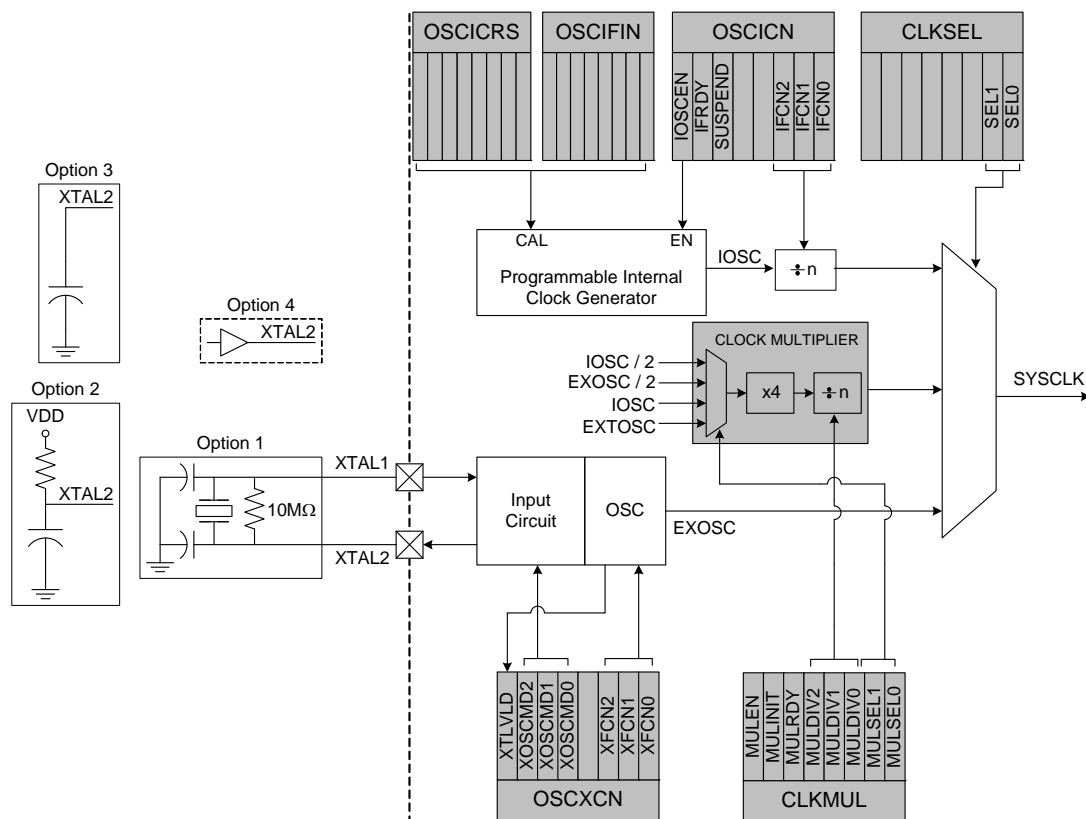 OSCICRS
OSCIFIN
OSCICN
CLKSEL
IOSCEN
IFRDY
SUSPEND
IFCN2
IFCN1
IFCN0
SEL1
SEL0
Option 3
XTAL2
CAL
EN
Programmable Internal
Clock Generator
IOSC
÷n
Option 4
XTAL2
CLOCK MULTIPLIER
IOSC / 2
EXOSC / 2
IOSC
EXTOSC
x4
÷n
SYSCLK
Option 2
VDD
XTAL2
Option 1
10MΩ
XTAL1
XTAL2
Input
Circuit
OSC
EXOSC
XTLVLD
XOSCMD2
XOSCMD1
XOSCMD0
XFCN2
XFCN1
XFCN0
OSCXCN
MULEN
MULINIT
MULRDY
MULDIV2
MULDIV1
MULDIV0
MULSEL1
MULSEL0
CLKMUL